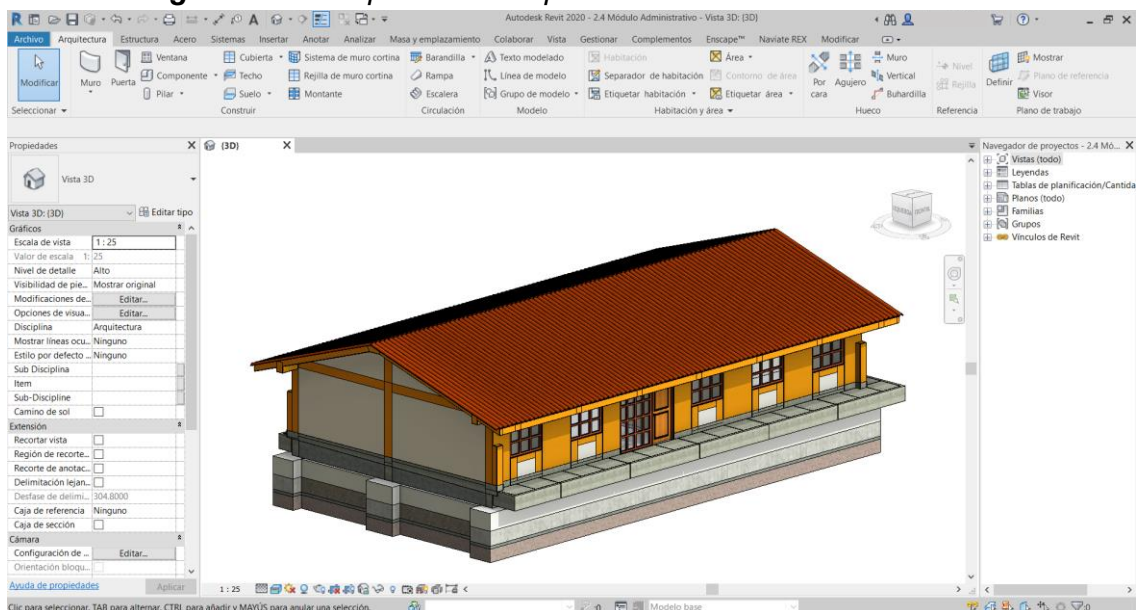 Autodesk Revit 2020 - 2.4 Módulo Administrativo - Vista 3D: {3D}
Archivo Arquitectura Estructura Acero Sistemas Insertar Anotar Analizar Masa y emplazamiento Colaborar Vista Gestionar Complementos Enscape™ Naviate REX Modificar
Modificar
Muro
Puerta
Ventana
Componente
Pilar
Cubierta
Techo
Suelo
Sistema de muro cortina
Rejilla de muro cortina
Montante
Barandilla
Rampa
Escalera
Texto modelado
Línea de modelo
Grupo de modelo
Habitación
Separador de habitación
Etiquetar habitación
Área
Contorno de área
Etiquetar área
Por cara
Agujero
Muro
Vertical
Buhardilla
Nivel
Rejilla
Definir
Mostrar
Plano de referencia
Visor
Seleccionar Construir Circulación Modelo Habitación y área Hueco Referencia Plano de trabajo
Propiedades
Vista 3D
Vista 3D: {3D} Editar tipo
Gráficos
Escala de vista 1 : 25
Valor de escala 1: 25
Nivel de detalle Alto
Visibilidad de pie... Mostrar original
Modificaciones de... Editar...
Opciones de visua... Editar...
Disciplina Arquitectura
Mostrar líneas ocu... Ninguno
Estilo por defecto ... Ninguno
Sub Disciplina
Item
Sub-Discipline
Camino de sol
Extensión
Recortar vista
Región de recorte...
Recorte de anotac...
Delimitación lejan...
Desfase de delimi... 304.8000
Caja de referencia Ninguno
Caja de sección
Cámara
Configuración de ... Editar...
Orientación bloqu...
Ayuda de propiedades Aplicar
{3D}
1 : 25
Navegador de proyectos - 2.4 Mó...
Vistas (todo)
Leyendas
Tablas de planificación/Cantida
Planos (todo)
Familias
Grupos
Vínculos de Revit
Clic para seleccionar, TAB para alternar, CTRL para añadir y MAYÚS para anular una selección.
:0
Modelo base
:0